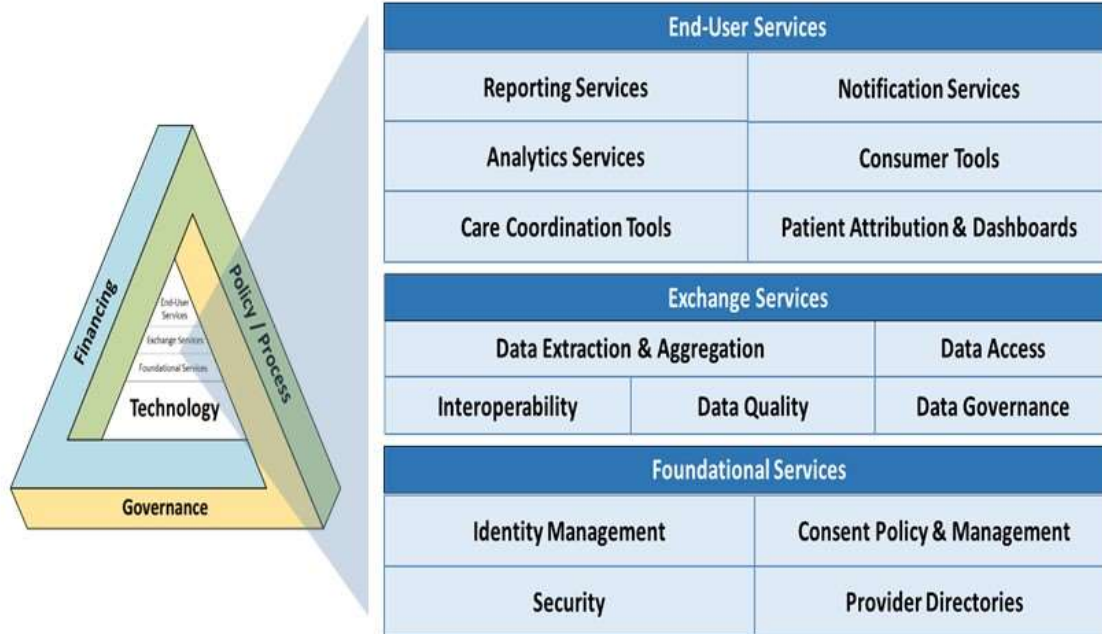 End-User Services
Reporting Services
Notification Services
Analytics Services
Consumer Tools
Care Coordination Tools
Patient Attribution & Dashboards
Exchange Services
Data Extraction & Aggregation
Data Access
Interoperability
Data Quality
Data Governance
Foundational Services
Identity Management
Consent Policy & Management
Security
Provider Directories
Financing
Policy / Process
End-User
Services
Exchange Services
Foundational Services
Technology
Governance